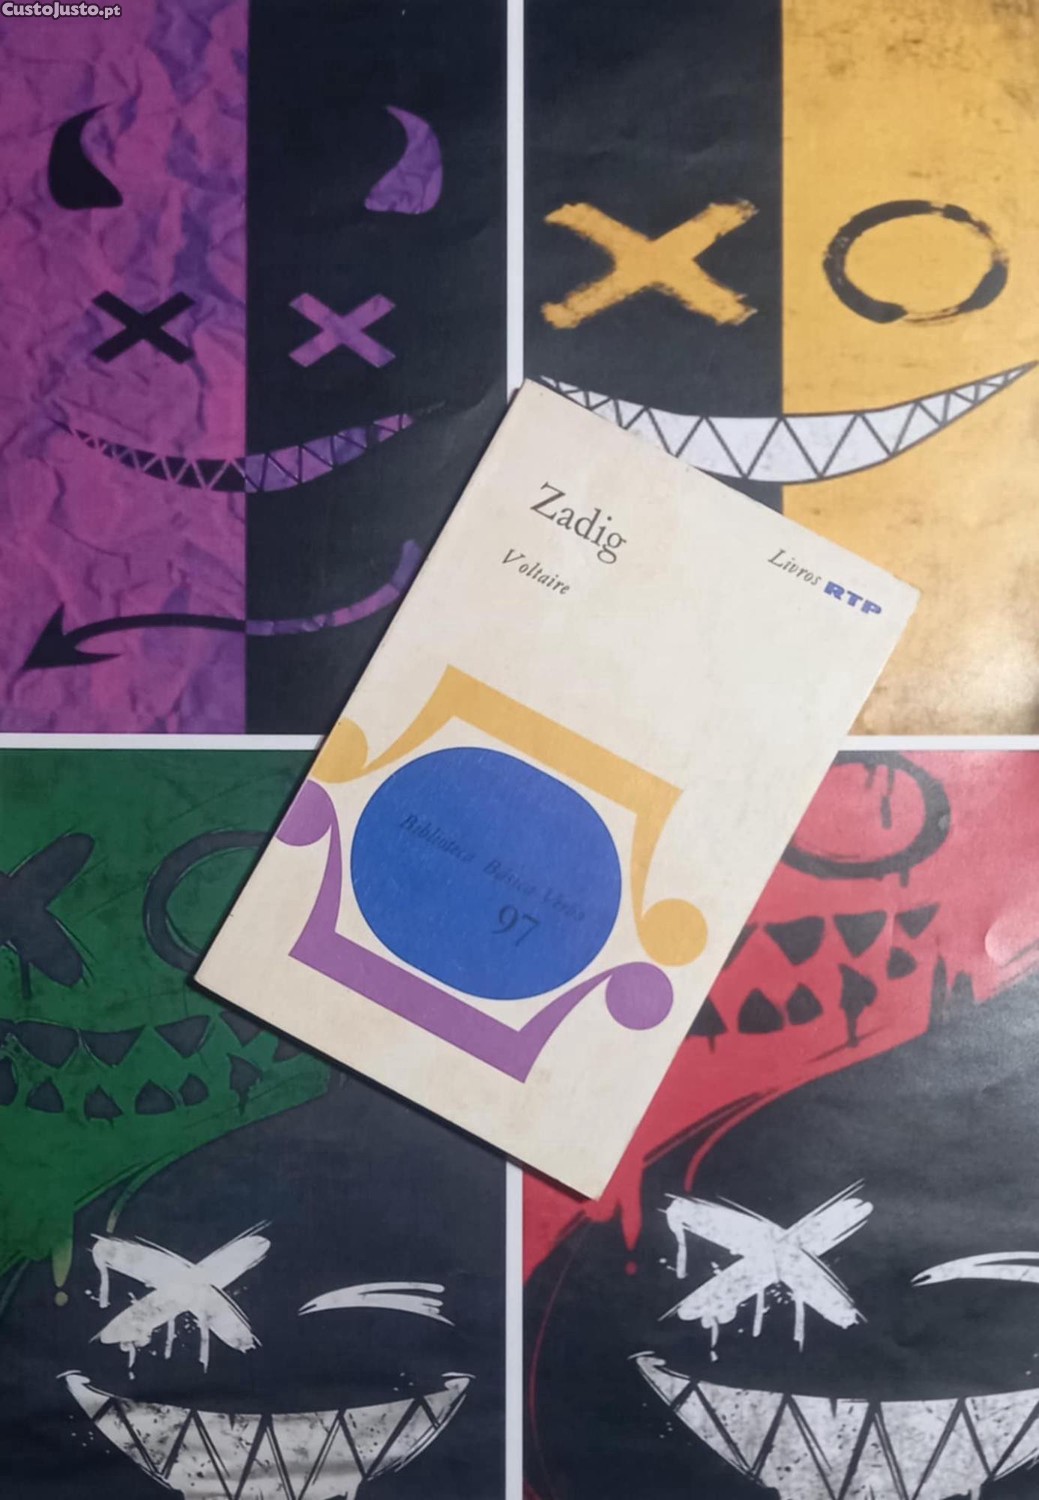 CustoJusto.pt
Zadig
Voltaire
Livros RTP
Biblioteca Básica Verbo
97